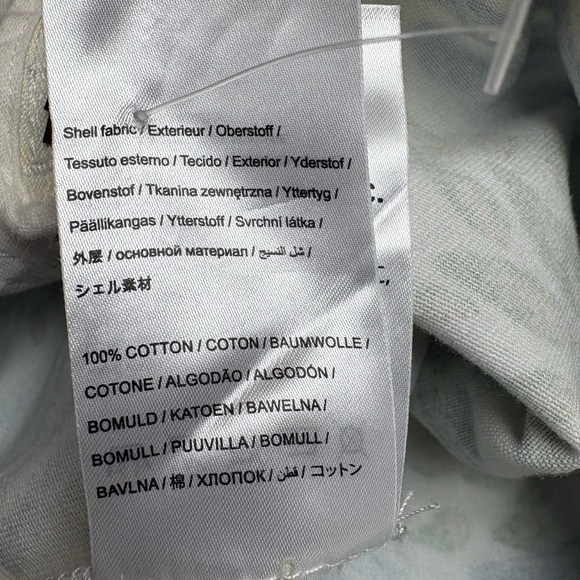 Shell fabric / Exterieur / Oberstoff /
Tessuto esterno / Tecido / Exterior / Yderstof /
Bovenstof / Tkanina zewnętrzna / Yttertyg /
Päällikangas / Ytterstoff / Svrchní látka /
外层 / основной материал / شل النسيج /
シェル素材
100% COTTON / COTON / BAUMWOLLE /
COTONE / ALGODÃO / ALGODÓN /
BOMULD / KATOEN / BAWELNA /
BOMULL / PUUVILLA / BOMULL /
BAVLNA / 棉 / ХЛОПОК / قطن / コットン